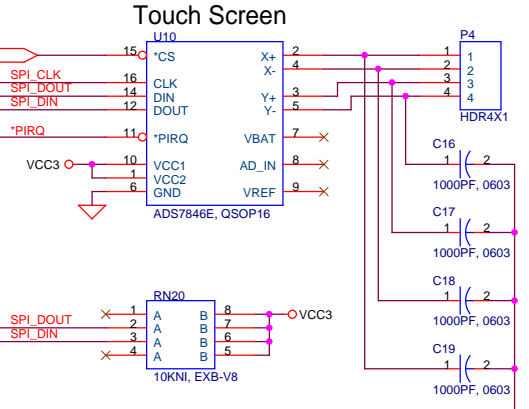 Touch Screen
U10
P4
15 *CS X+ 2 1 1
X- 4 2 2
SPI_CLK 16 CLK Y+ 3 3 3
SPI_DOUT 14 DIN Y- 5 4 4
SPI_DIN 12 DOUT
HDR4X1
*PIRQ 11 *PIRQ VBAT 7
C16
1 2
1000PF, 0603
VCC3 10 VCC1 AD_IN 8
1 VCC2
6 GND VREF 9
ADS7846E, QSOP16
C17
1 2
1000PF, 0603
C18
1 2
1000PF, 0603
RN20
1 A B 8 VCC3
SPI_DOUT 2 A B 7
SPI_DIN 3 A B 6
4 A B 5
10KNI, EXB-V8
C19
1 2
1000PF, 0603